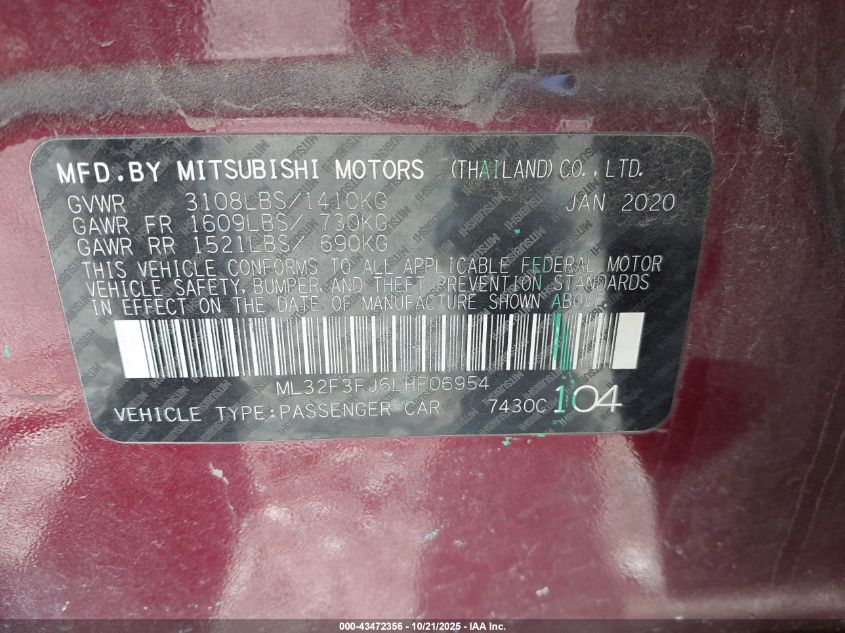 MFD.BY MITSUBISHI MOTORS (THAILAND)CO.,LTD.
GVWR 3108LBS/1410KG JAN 2020
GAWR FR 1609LBS/ 730KG
GAWR RR 1521LBS/ 690KG
THIS VEHICLE CONFORMS TO ALL APPLICABLE FEDERAL MOTOR
VEHICLE SAFETY, BUMPER, AND THEFT PREVENTION STANDARDS
IN EFFECT ON THE DATE OF MANUFACTURE SHOWN ABOVE.
ML32F3FJ6LHF06954
VEHICLE TYPE:PASSENGER CAR 7430C 104
000-43472356 | 10/21/2025 - IAA Inc.